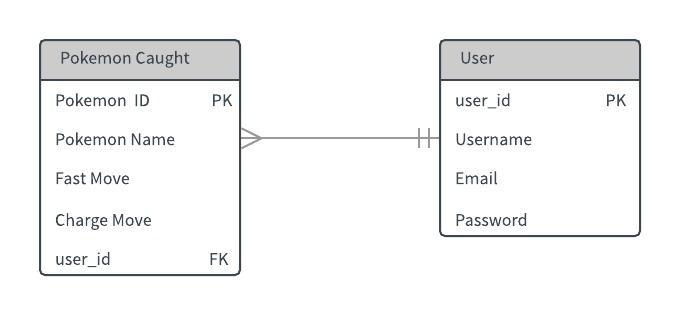 Pokemon Caught
Pokemon ID PK
Pokemon Name
Fast Move
Charge Move
user_id FK
User
user_id PK
Username
Email
Password